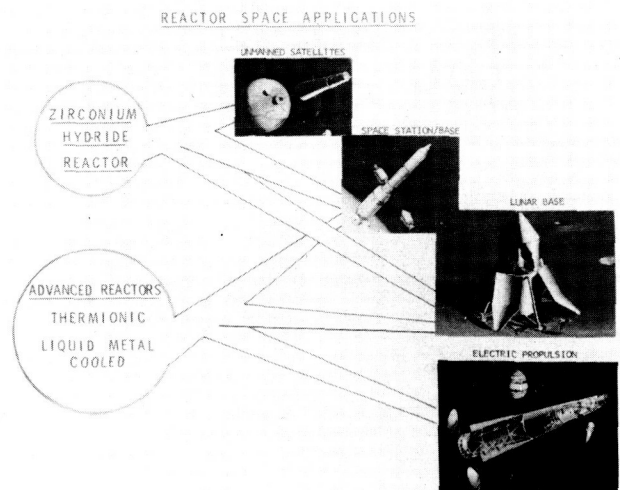 REACTOR SPACE APPLICATIONS
UNMANNED SATELLITES
ZIRCONIUM
HYDRIDE
REACTOR
SPACE STATION/BASE
LUNAR BASE
ADVANCED REACTORS
THERMIONIC
LIQUID METAL
COOLED
ELECTRIC PROPULSION